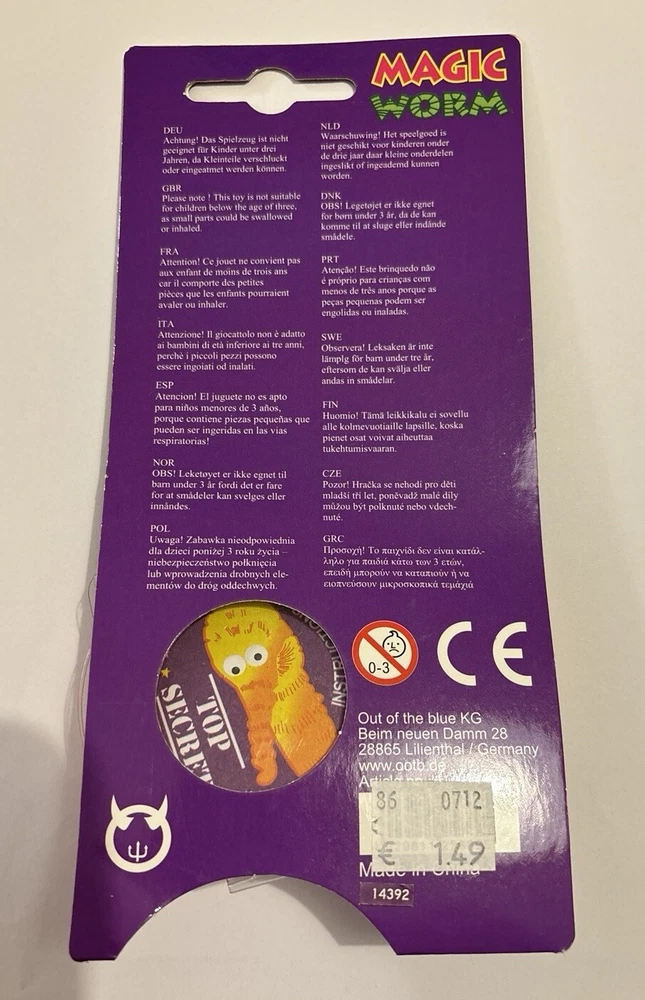 MAGIC
WORM
DEU
Achtung! Das Spielzeug ist nicht
geeignet für Kinder unter drei
Jahren, da Kleinteile verschluckt
oder eingeatmet werden können.
GBR
Please note ! This toy is not suitable
for children below the age of three,
as small parts could be swallowed
or inhaled.
FRA
Attention! Ce jouet ne convient pas
aux enfant de moins de trois ans
car il comporte des petites
pièces que les enfants pourraient
avaler ou inhaler.
ITA
Attenzione! Il giocattolo non è adatto
ai bambini di età inferiore ai tre anni,
perchè i piccoli pezzi possono
essere ingoiati od inalati.
ESP
Atencion! El juguete no es apto
para niños menores de 3 años,
porque contiene piezas pequeñas que
pueden ser ingeridas en las vias
respiratorias!
NOR
OBS! Leketøyet er ikke egnet til
barn under 3 år fordi det er fare
for at smådeler kan svelges eller
innåndes.
POL
Uwaga! Zabawka nieodpowiednia
dla dzieci poniżej 3 roku życia –
niebezpieczeństwo połknięcia
lub wprowadzenia drobnych ele-
mentów do dróg oddechwych.
NLD
Waarschuwing! Het speelgoed is
niet geschikt voor kinderen onder
de drie jaar daar kleine onderdelen
ingeslikt of ingeademd kunnen
worden.
DNK
OBS! Legetøjet er ikke egnet
for børn under 3 år, da de kan
komme til at sluge eller indånde
smådele.
PRT
Atenção! Este brinquedo não
é próprio para crianças com
menos de três anos porque as
peças pequenas podem ser
engolidas ou inaladas.
SWE
Observera! Leksaken är inte
lämplg för barn under tre år,
eftersom de kan svälja eller
andas in smådelar.
FIN
Huomio! Tämä leikkikalu ei sovellu
alle kolmevuotiaille lapsille, koska
pienet osat voivat aiheuttaa
tukehtumisvaaran.
CZE
Pozor! Hračka se nehodi pro děti
mladší tří let, poněvadž malé díly
můžou být polknuté nebo vdech-
nuté.
GRC
Προσοχή! Το παιχνίδι δεν είναι κατάλ-
ληλο για παιδιά κάτω των 3 ετών,
επειδή μπορούν να καταπιούν ή να
ειοπνεύσουν μικροσκοπικά τεμαχιά
TOP
SECRET
INSTRUCTIONS
0-3
CE
Out of the blue KG
Beim neuen Damm 28
28865 Lilienthal / Germany
www.ootb.de
86 0712
€ 1.49
Made in China
14392